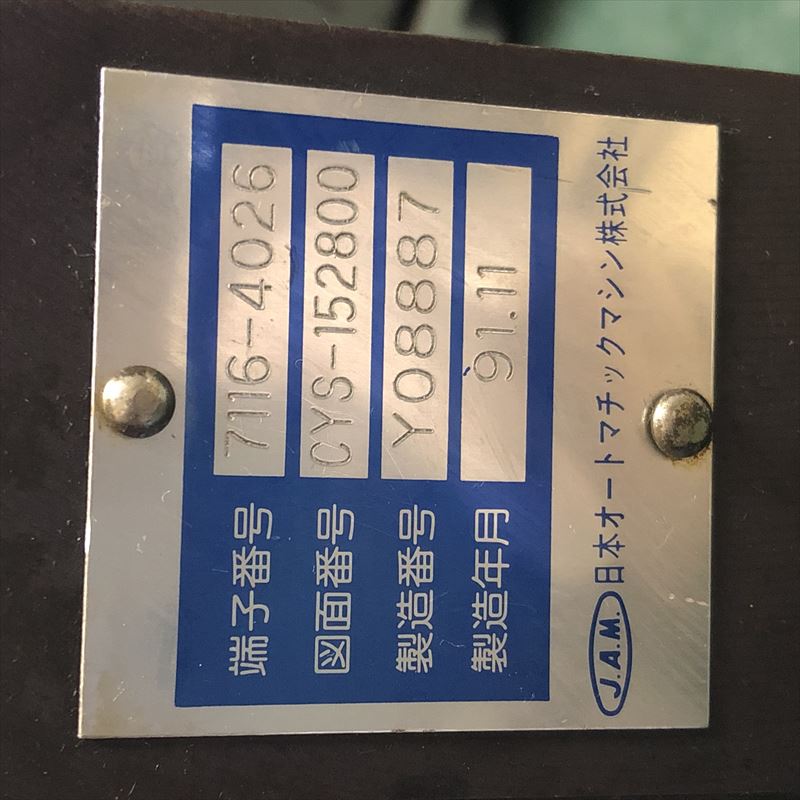 端子番号 7116-4026
図面番号 CYS-152800
製造番号 Y08887
製造年月 '91.11
J.A.M. 日本オートマチックマシン株式会社